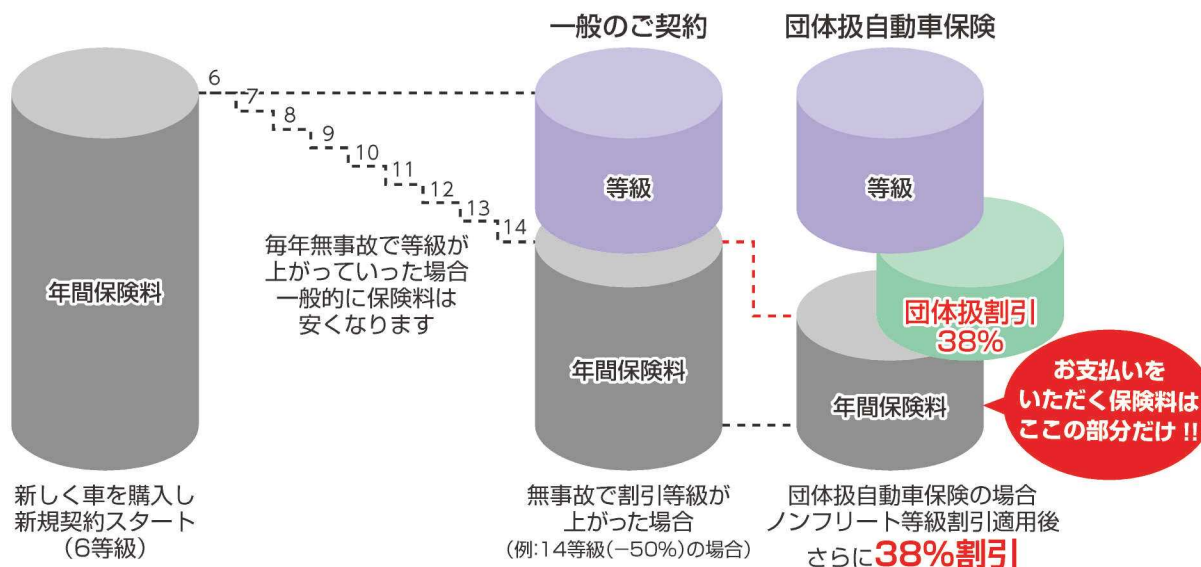 一般のご契約
団体扱自動車保険
6
7
8
9
10
11
12
13
14
等級
等級
毎年無事故で等級が
上がっていった場合
一般的に保険料は
安くなります
年間保険料
年間保険料
団体扱割引
38%
年間保険料
お支払いを
いただく保険料は
ここの部分だけ!!
新しく車を購入し
新規契約スタート
(6等級)
無事故で割引等級が
上がった場合
(例:14等級(−50%)の場合)
団体扱自動車保険の場合
ノンフリート等級割引適用後
さらに38%割引